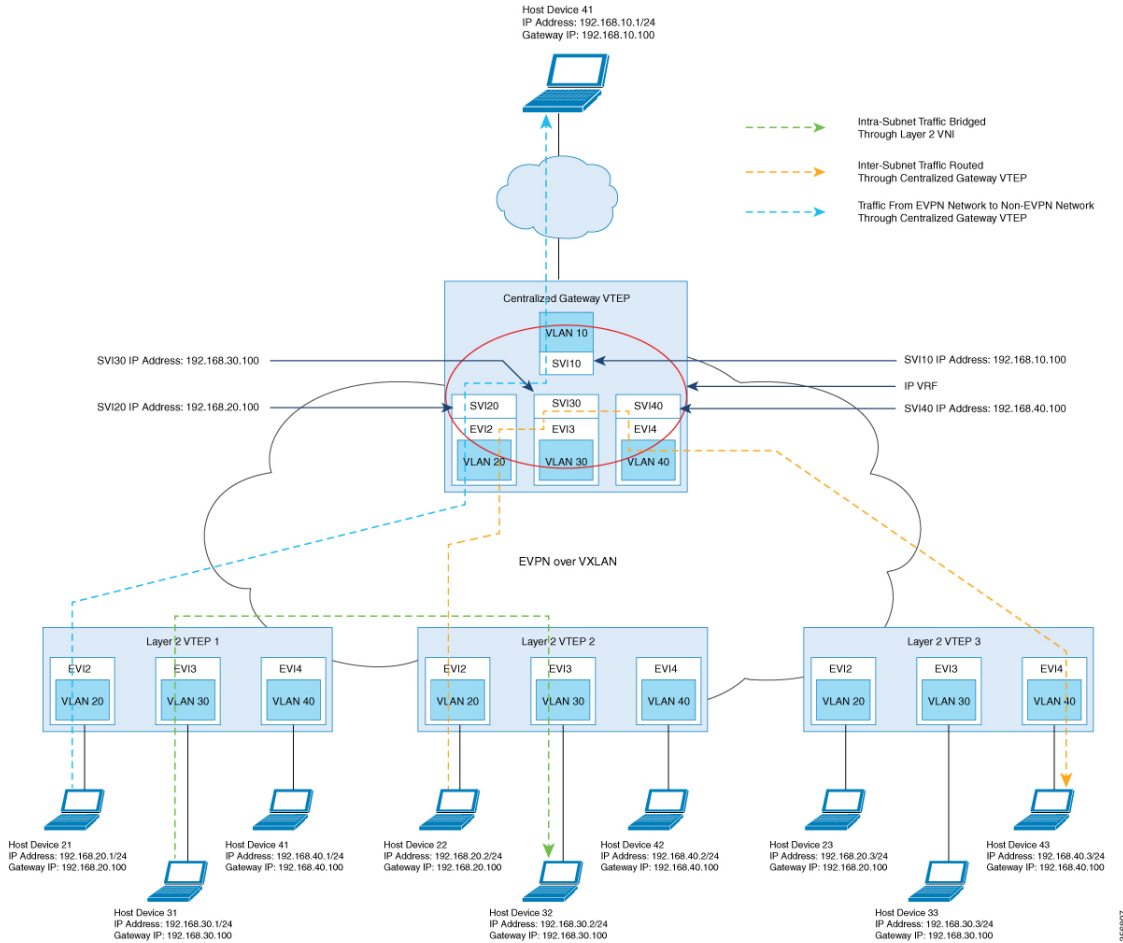 Host Device 41
IP Address: 192.168.10.1/24
Gateway IP: 192.168.10.100
Intra-Subnet Traffic Bridged
Through Layer 2 VNI
Inter-Subnet Traffic Routed
Through Centralized Gateway VTEP
Traffic From EVPN Network to Non-EVPN Network
Through Centralized Gateway VTEP
Centralized Gateway VTEP
VLAN 10
SVI10
SVI30 IP Address: 192.168.30.100
SVI10 IP Address: 192.168.10.100
IP VRF
SVI20 IP Address: 192.168.20.100
SVI40 IP Address: 192.168.40.100
SVI20
SVI30
SVI40
EVI2
EVI3
EVI4
VLAN 20
VLAN 30
VLAN 40
EVPN over VXLAN
Layer 2 VTEP 1
EVI2
EVI3
EVI4
VLAN 20
VLAN 30
VLAN 40
Layer 2 VTEP 2
EVI2
EVI3
EVI4
VLAN 20
VLAN 30
VLAN 40
Layer 2 VTEP 3
EVI2
EVI3
EVI4
VLAN 20
VLAN 30
VLAN 40
Host Device 21
IP Address: 192.168.20.1/24
Gateway IP: 192.168.20.100
Host Device 41
IP Address: 192.168.40.1/24
Gateway IP: 192.168.40.100
Host Device 22
IP Address: 192.168.20.2/24
Gateway IP: 192.168.20.100
Host Device 42
IP Address: 192.168.40.2/24
Gateway IP: 192.168.40.100
Host Device 23
IP Address: 192.168.20.3/24
Gateway IP: 192.168.20.100
Host Device 43
IP Address: 192.168.40.3/24
Gateway IP: 192.168.40.100
Host Device 31
IP Address: 192.168.30.1/24
Gateway IP: 192.168.30.100
Host Device 32
IP Address: 192.168.30.2/24
Gateway IP: 192.168.30.100
Host Device 33
IP Address: 192.168.30.3/24
Gateway IP: 192.168.30.100